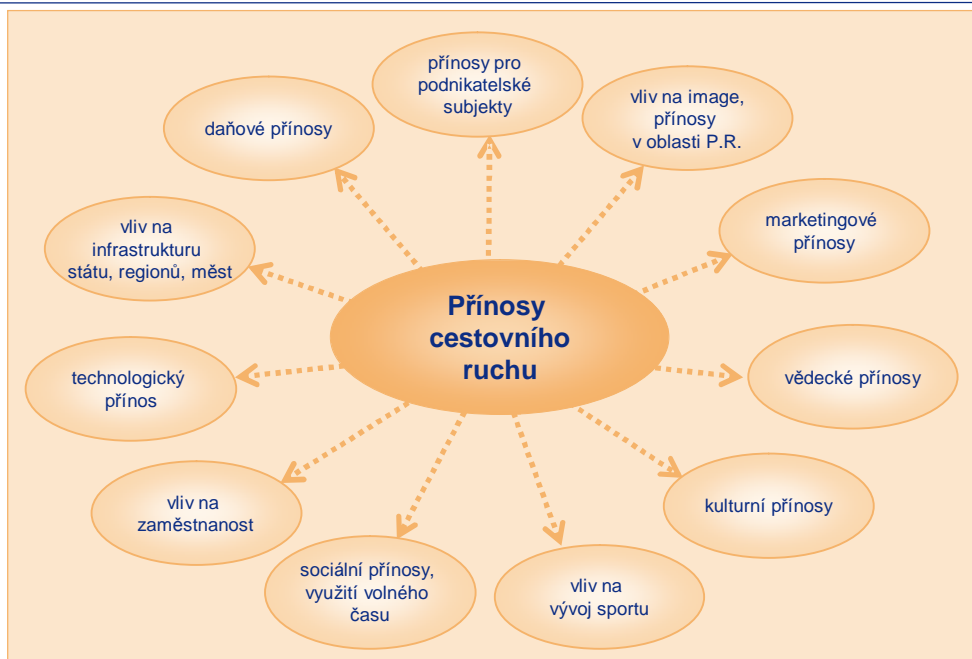 přínosy pro
podnikatelské
subjekty
vliv na image,
přínosy
v oblasti P.R.
daňové přínosy
marketingové
přínosy
vliv na
infrastrukturu
státu, regionů, měst
Přínosy
cestovního
ruchu
technologický
přínos
vědecké přínosy
vliv na
zaměstnanost
kulturní přínosy
sociální přínosy,
využití volného
času
vliv na
vývoj sportu